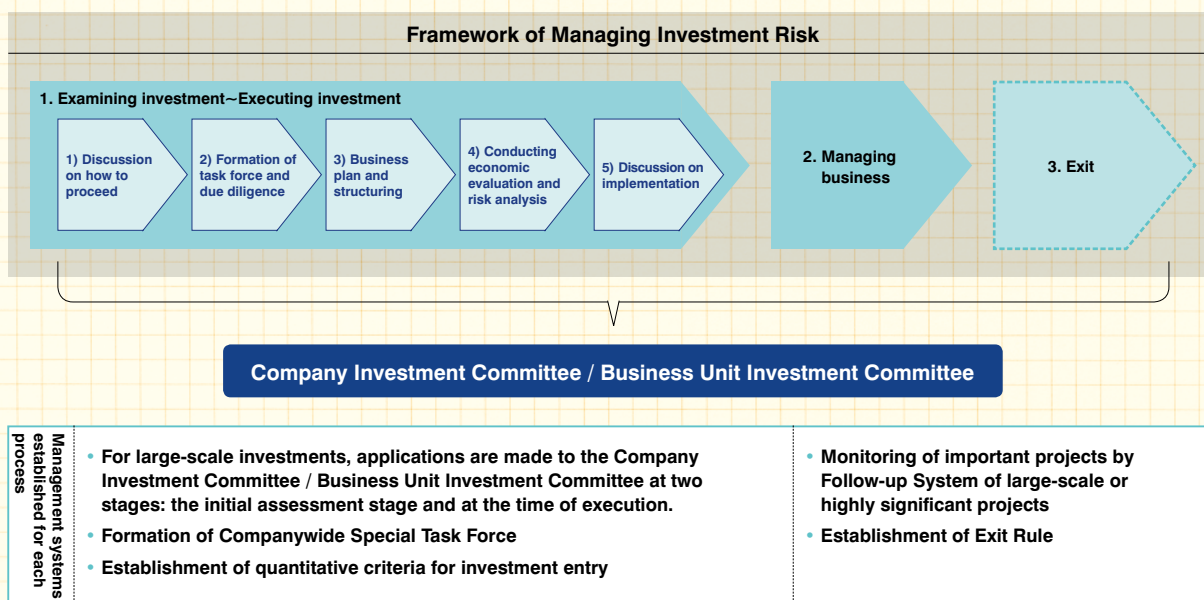 Framework of Managing Investment Risk
1. Examining investment~Executing investment
1) Discussion
on how to
proceed
2) Formation of
task force and
due diligence
3) Business
plan and
structuring
4) Conducting
economic
evaluation and
risk analysis
5) Discussion on
implementation
2. Managing
business
3. Exit
Company Investment Committee / Business Unit Investment Committee
Management systems
established for each
process
• For large-scale investments, applications are made to the Company
Investment Committee / Business Unit Investment Committee at two
stages: the initial assessment stage and at the time of execution.
• Formation of Companywide Special Task Force
• Establishment of quantitative criteria for investment entry
• Monitoring of important projects by
Follow-up System of large-scale or
highly significant projects
• Establishment of Exit Rule